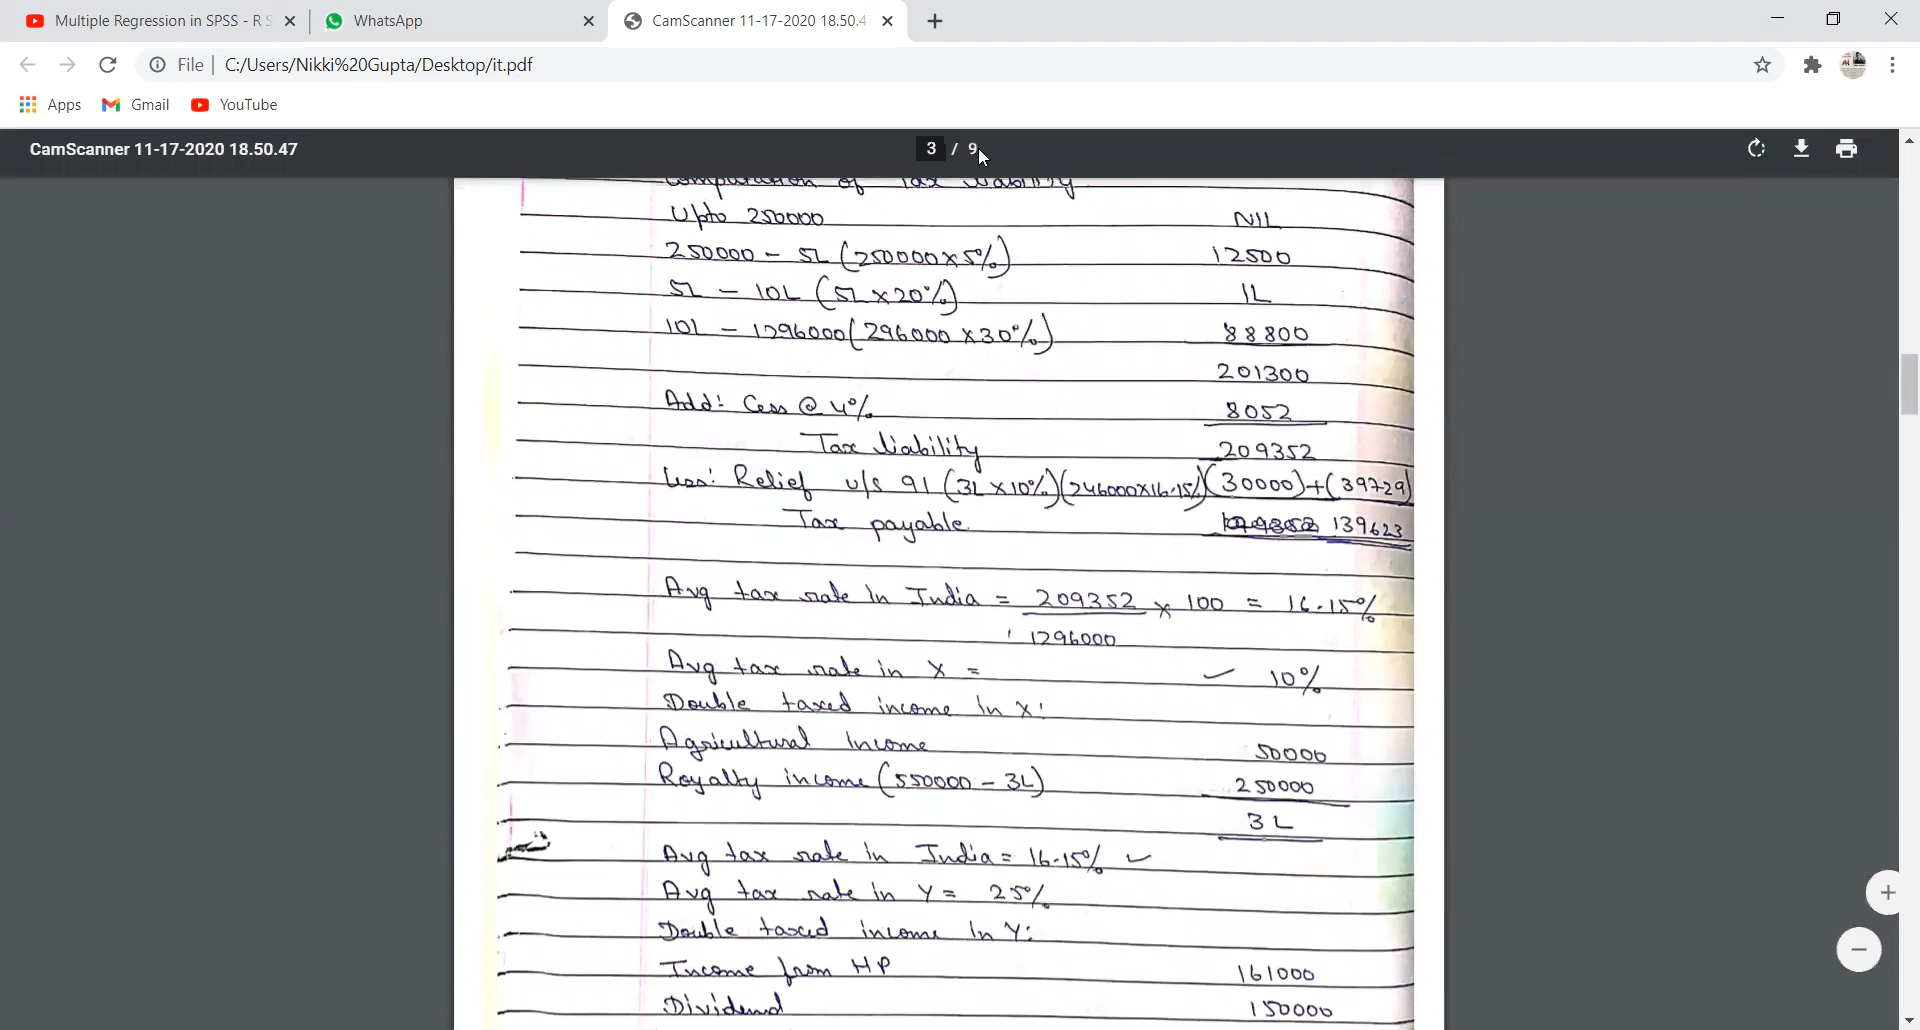 Multiple Regression in SPSS - R S
WhatsApp
CamScanner 11-17-2020 18.50.4
File | C:/Users/Nikki%20Gupta/Desktop/it.pdf
Apps Gmail YouTube
CamScanner 11-17-2020 18.50.47
3 / 9
Computation of Tax liability
Upto 250000 NIL
250000 - 5L (250000x5%) 12500
5L - 10L (5L x 20%) 1L
10L - 1296000(296000 x 30%) 88800
201300
Add: Cess @ 4% 8052
Tax liability 209352
Less: Relief u/s 91 (3L x 10%)(246000x16.15%) (30000)+(39729)
Tax payable 139623
Avg tax rate in India = 209352 x 100 = 16.15%
1296000
Avg tax rate in X = ✓ 10%
Double taxed income in X:
Agricultural Income 50000
Royalty income (550000 - 3L) 250000
3L
Avg tax rate in India = 16.15% ✓
Avg tax rate in Y = 25%
Double taxed income in Y:
Income from HP 161000
Dividend 150000